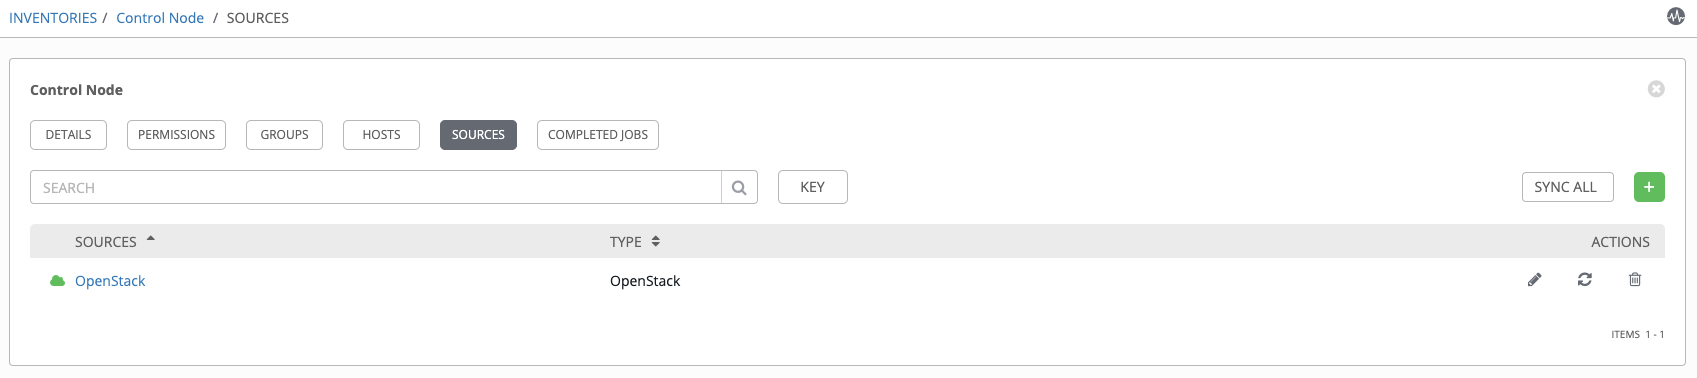 INVENTORIES / Control Node / SOURCES
Control Node
DETAILS PERMISSIONS GROUPS HOSTS SOURCES COMPLETED JOBS
SEARCH KEY SYNC ALL +
SOURCES TYPE ACTIONS
OpenStack OpenStack
ITEMS 1 - 1